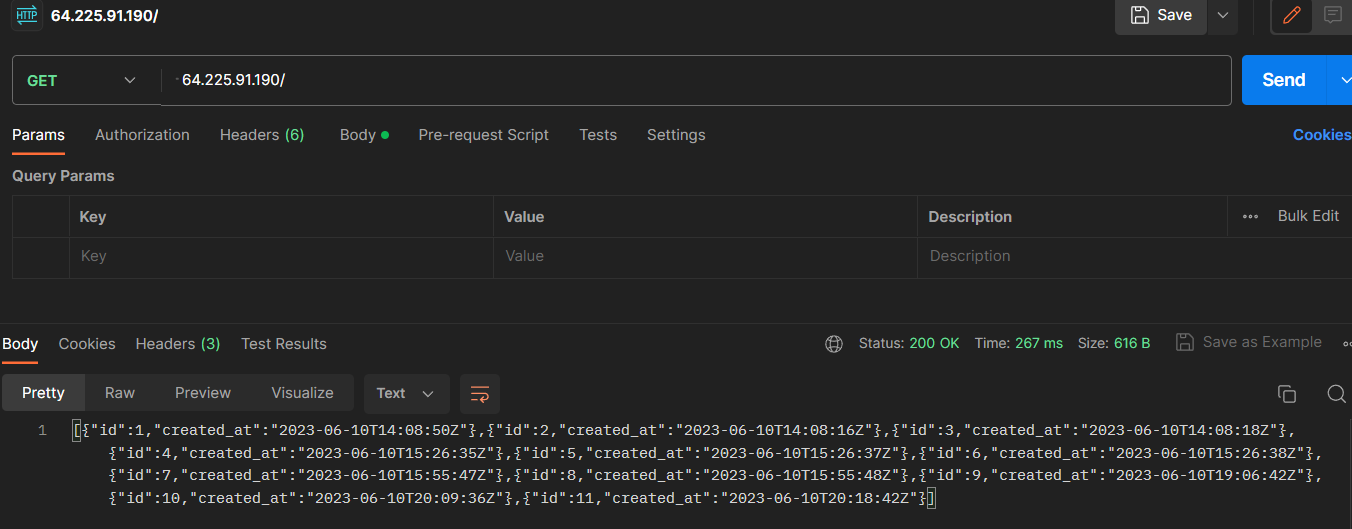 HTTP 64.225.91.190/ Save
GET 64.225.91.190/ Send
Params Authorization Headers (6) Body Pre-request Script Tests Settings Cookies
Query Params
Key Value Description Bulk Edit
Key Value Description
Body Cookies Headers (3) Test Results Status: 200 OK Time: 267 ms Size: 616 B Save as Example
Pretty Raw Preview Visualize Text
1 [{"id":1,"created_at":"2023-06-10T14:08:50Z"},{"id":2,"created_at":"2023-06-10T14:08:16Z"},{"id":3,"created_at":"2023-06-10T14:08:18Z"},
{"id":4,"created_at":"2023-06-10T15:26:35Z"},{"id":5,"created_at":"2023-06-10T15:26:37Z"},{"id":6,"created_at":"2023-06-10T15:26:38Z"},
{"id":7,"created_at":"2023-06-10T15:55:47Z"},{"id":8,"created_at":"2023-06-10T15:55:48Z"},{"id":9,"created_at":"2023-06-10T19:06:42Z"},
{"id":10,"created_at":"2023-06-10T20:09:36Z"},{"id":11,"created_at":"2023-06-10T20:18:42Z"}]